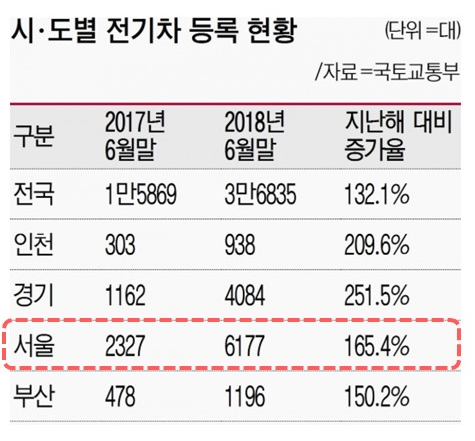 시·도별 전기차 등록 현황 (단위=대)
/자료=국토교통부
구분 2017년 6월말 2018년 6월말 지난해 대비 증가율
전국 1만5869 3만6835 132.1%
인천 303 938 209.6%
경기 1162 4084 251.5%
서울 2327 6177 165.4%
부산 478 1196 150.2%